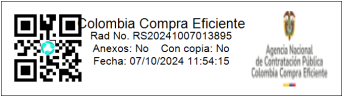 Colombia Compra Eficiente
Rad No. RS20241007013895
Anexos: No Con copia: No
Fecha: 07/10/2024 11:54:15
Agencia Nacional
de Contratación Pública
Colombia Compra Eficiente